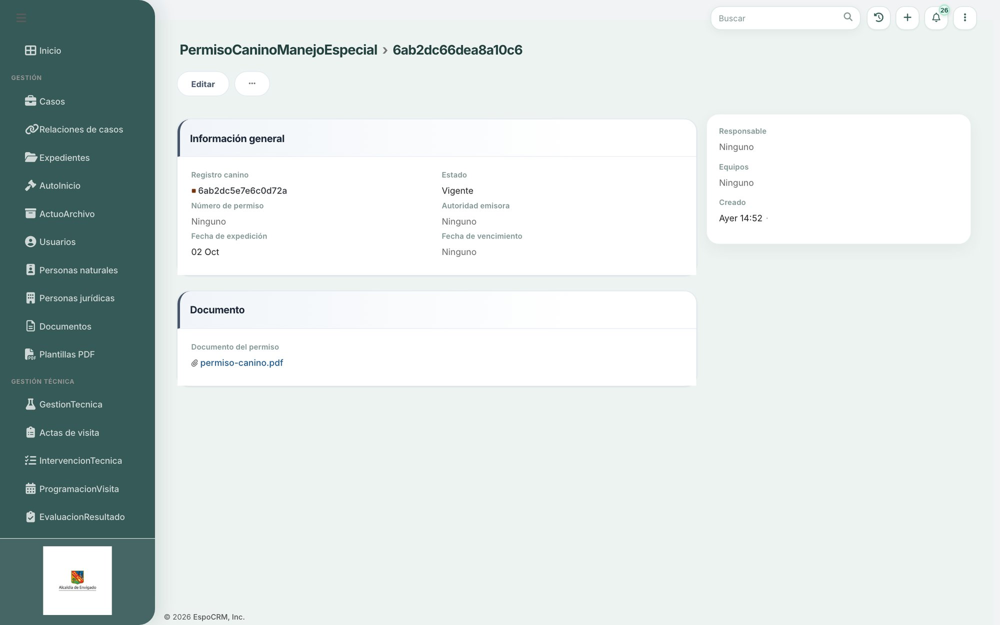 Inicio
GESTIÓN
Casos
Relaciones de casos
Expedientes
AutoInicio
ActuoArchivo
Usuarios
Personas naturales
Personas jurídicas
Documentos
Plantillas PDF
GESTIÓN TÉCNICA
GestionTecnica
Actas de visita
IntervencionTecnica
ProgramacionVisita
EvaluacionResultado
Alcaldía de Envigado
Buscar
26
PermisoCaninoManejoEspecial › 6ab2dc66dea8a10c6
Editar
···
Información general
Registro canino
6ab2dc5e7e6c0d72a
Estado
Vigente
Número de permiso
Ninguno
Autoridad emisora
Ninguno
Fecha de expedición
02 Oct
Fecha de vencimiento
Ninguno
Documento
Documento del permiso
permiso-canino.pdf
Responsable
Ninguno
Equipos
Ninguno
Creado
Ayer 14:52 ·
© 2026 EspoCRM, Inc.